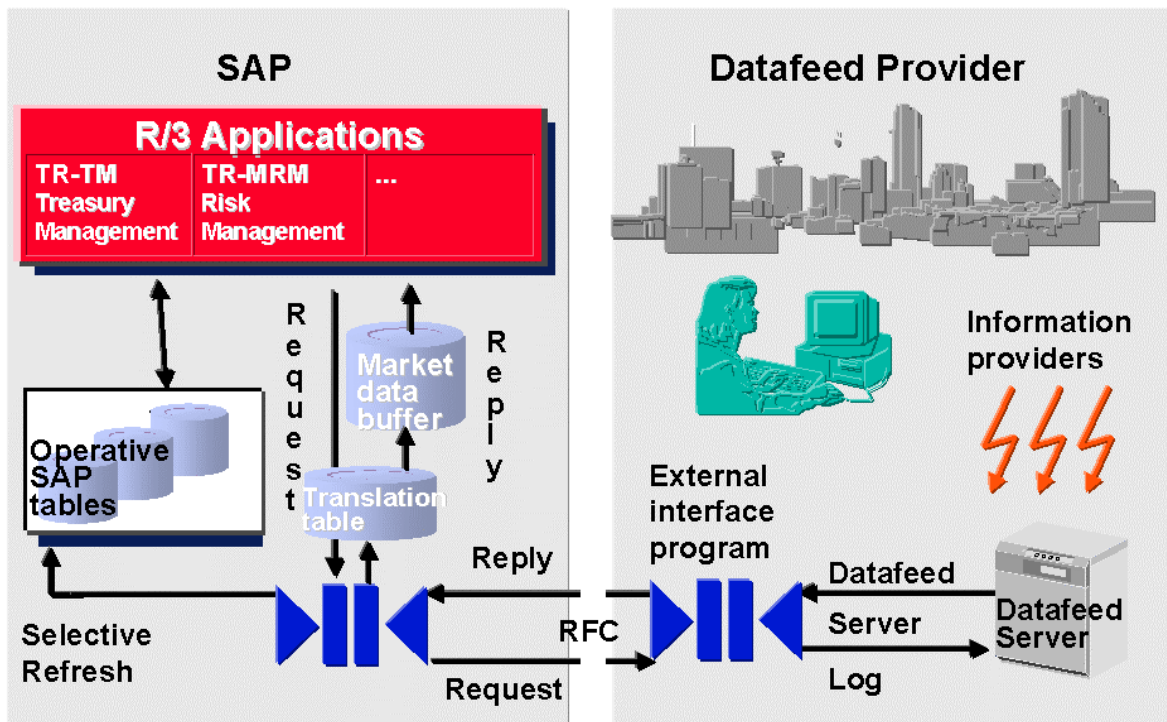 SAP
R/3 Applications
TR-TM
Treasury
Management
TR-MRM
Risk
Management
...
Request
Market
data
buffer
Reply
Operative
SAP
tables
Translation
table
Selective
Refresh
Reply
RFC
Request
Datafeed Provider
Information
providers
External
interface
program
Datafeed
Server
Log
Datafeed
Server